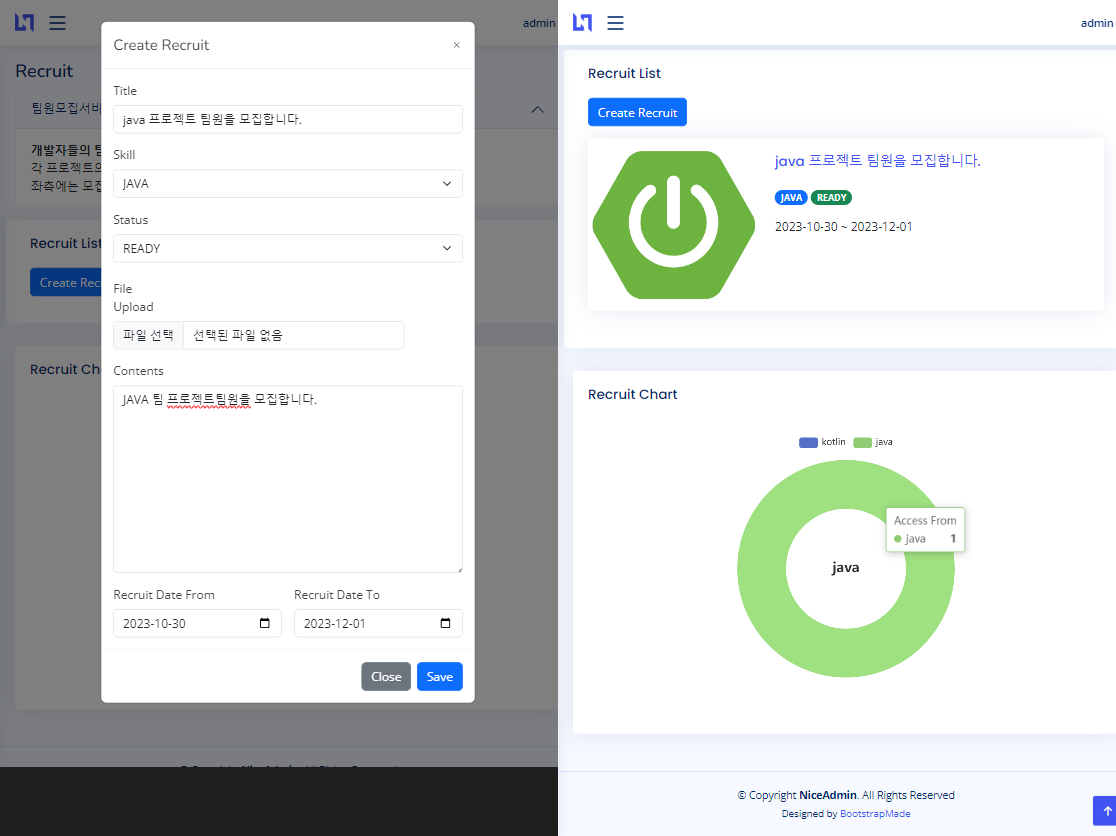 admin
Create Recruit
×
Recruit
Title
팀원모집서비
java 프로젝트 팀원을 모집합니다.
개발자들의 팀
각 프로젝트의
좌측에는 모집
Skill
JAVA
Status
READY
Recruit List
Create Rec
File
Upload
파일 선택 선택된 파일 없음
Recruit Ch
Contents
JAVA 팀 프로젝트팀원을 모집합니다.
Recruit Date From Recruit Date To
2023-10-30 2023-12-01
Close Save
admin
Recruit List
Create Recruit
java 프로젝트 팀원을 모집합니다.
JAVA READY
2023-10-30 ~ 2023-12-01
Recruit Chart
kotlin java
Access From
java 1
java
© Copyright NiceAdmin. All Rights Reserved
Designed by BootstrapMade